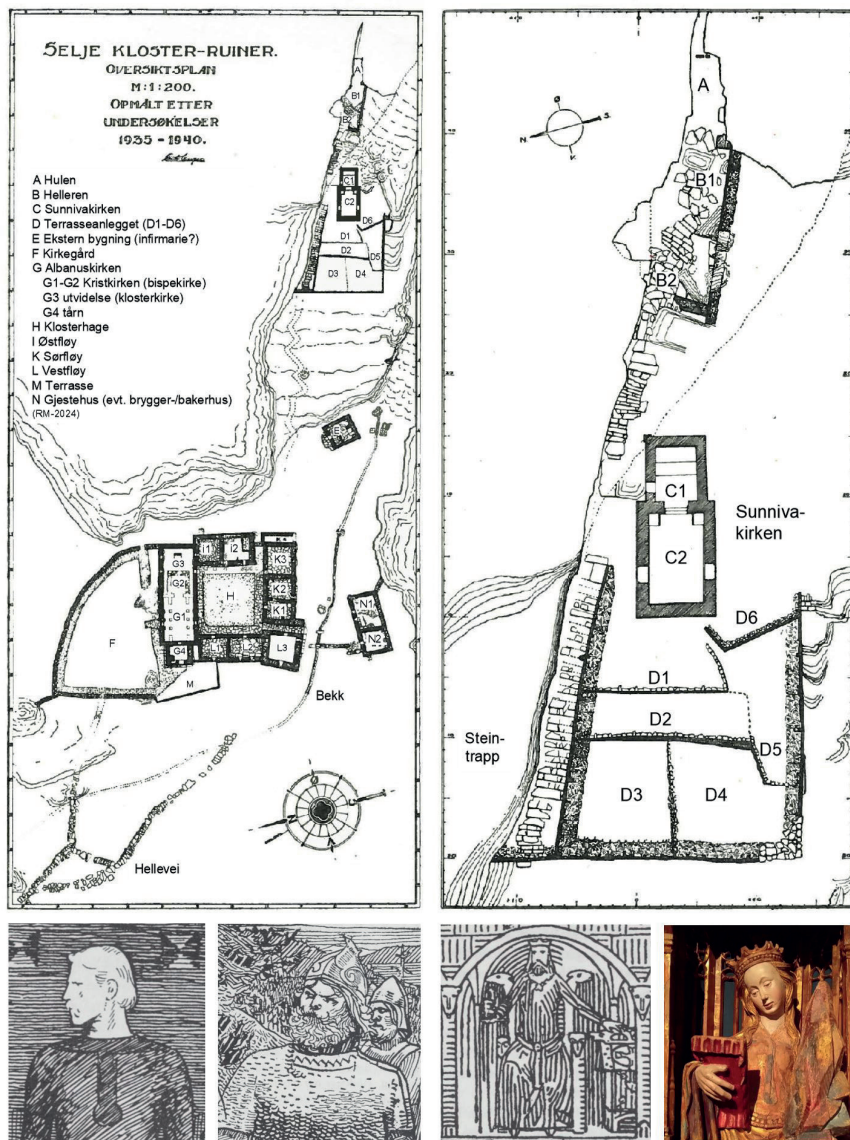 SELJE KLOSTER-RUINER.
OVERSIKTSPLAN
M:1:200.
OPMÅLT ETTER
UNDERSØKELSER
1935-1940.
A Hulen
B Helleren
C Sunnivakirken
D Terrasseanlegget (D1-D6)
E Ekstern bygning (infirmarie?)
F Kirkegård
G Albanuskirken
G1-G2 Kristkirken (bispekirke)
G3 utvidelse (klosterkirke)
G4 tårn
H Klosterhage
I Østfløy
K Sørfløy
L Vestfløy
M Terrasse
N Gjestehus (evt. brygger-/bakerhus)
(RM-2024)
A
B1
B2
C1
C2
D6
D1
D2
D5
D3
D4
E
G3
I1
I2
K3
G2
H
K2
N1
G1
K1
F
N2
G4
L1
L2
L3
M
Bekk
Hellevei
A
Ø
N
S.
V.
B1
B2
C1
Sunniva-
kirken
C2
D6
D1
D2
Stein-
trapp
D5
D3
D4